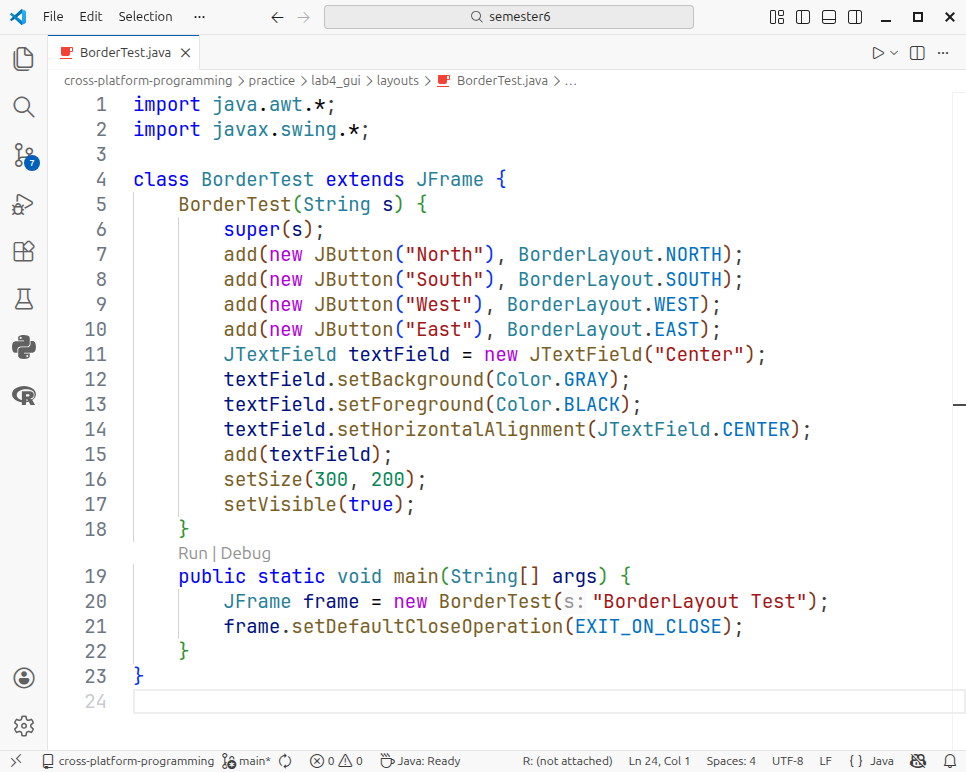 File Edit Selection ··· semester6
BorderTest.java
cross-platform-programming > practice > lab4_gui > layouts > BorderTest.java > ...
1 import java.awt.*;
2 import javax.swing.*;
3
4 class BorderTest extends JFrame {
5 BorderTest(String s) {
6 super(s);
7 add(new JButton("North"), BorderLayout.NORTH);
8 add(new JButton("South"), BorderLayout.SOUTH);
9 add(new JButton("West"), BorderLayout.WEST);
10 add(new JButton("East"), BorderLayout.EAST);
11 JTextField textField = new JTextField("Center");
12 textField.setBackground(Color.GRAY);
13 textField.setForeground(Color.BLACK);
14 textField.setHorizontalAlignment(JTextField.CENTER);
15 add(textField);
16 setSize(300, 200);
17 setVisible(true);
18 }
Run | Debug
19 public static void main(String[] args) {
20 JFrame frame = new BorderTest(s: "BorderLayout Test");
21 frame.setDefaultCloseOperation(EXIT_ON_CLOSE);
22 }
23 }
24
7
cross-platform-programming main* 0 0 Java: Ready R: (not attached) Ln 24, Col 1 Spaces: 4 UTF-8 LF { } Java